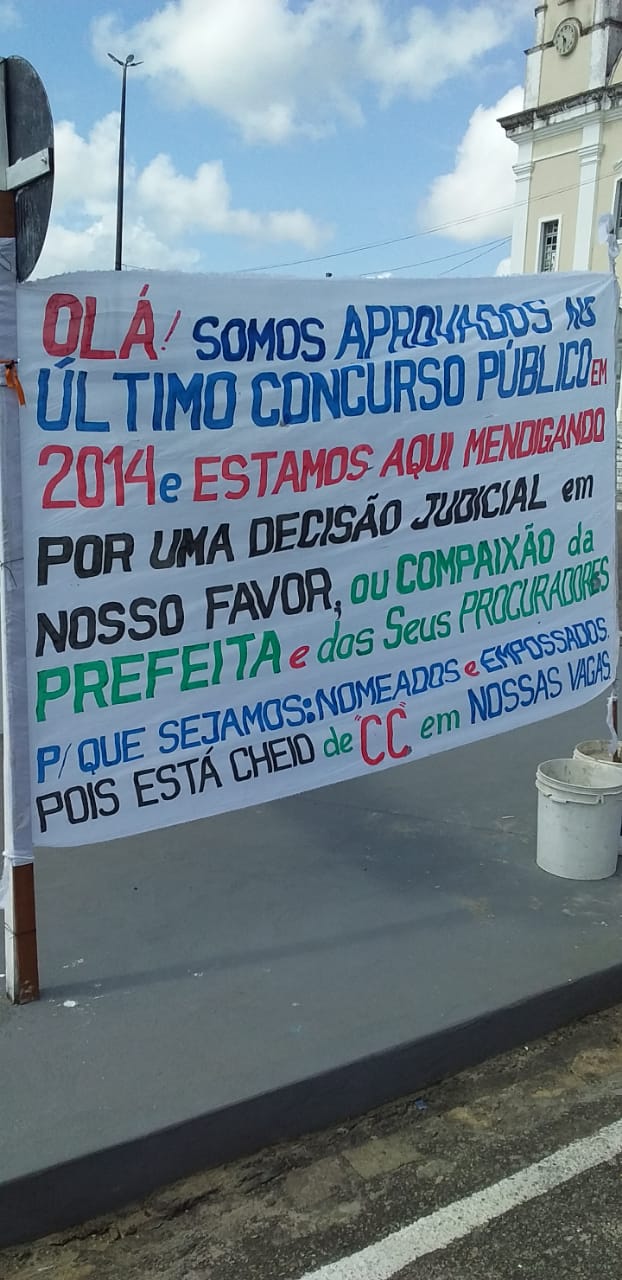 OLÁ! SOMOS APROVADOS NO
ÚLTIMO CONCURSO PÚBLICO EM
2014 e ESTAMOS AQUI MENDIGANDO
POR UMA DECISÃO JUDICIAL em
NOSSO FAVOR, ou COMPAIXÃO da
PREFEITA e dos Seus PROCURADORES
P/ QUE SEJAMOS: NOMEADOS e EMPOSSADOS.
POIS ESTÁ CHEIO de "CC" em NOSSAS VAGAS.